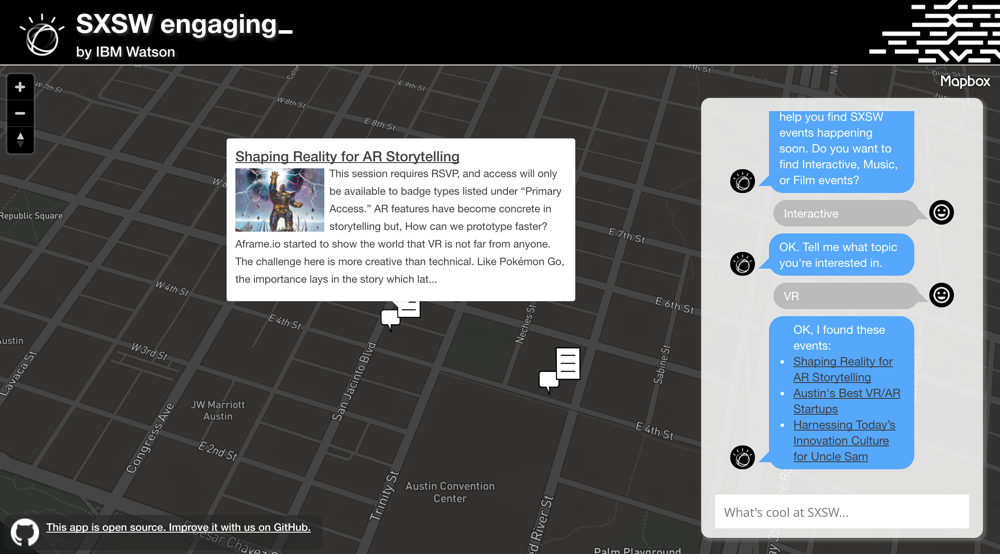 SXSW engaging_
by IBM Watson
Mapbox
Shaping Reality for AR Storytelling
This session requires RSVP, and access will only
be available to badge types listed under “Primary
Access.” AR features have become concrete in
storytelling but, How can we prototype faster?
Aframe.io started to show the world that VR is not far from anyone.
The challenge here is more creative than technical. Like Pokémon Go,
the importance lays in the story which lat...
W 7th St
W 8th St
E 8th St
E 7th St
E 6th St
Republic Square
W 4th St
E 4th St
W 3rd St
Austin
Lavaca St
JW Marriott
Austin
San Jacinto Blvd
Neches St
Sabine St
E 4th St
Congress Ave
E 2nd St
Trinity St
Austin Convention
Center
Red River St
Palm Playground
help you find SXSW
events happening
soon. Do you want to
find Interactive, Music,
or Film events?
Interactive
OK. Tell me what topic
you're interested in.
VR
OK, I found these
events:
Shaping Reality for
AR Storytelling
Austin's Best VR/AR
Startups
Harnessing Today's
Innovation Culture
for Uncle Sam
What's cool at SXSW...
This app is open source. Improve it with us on GitHub.